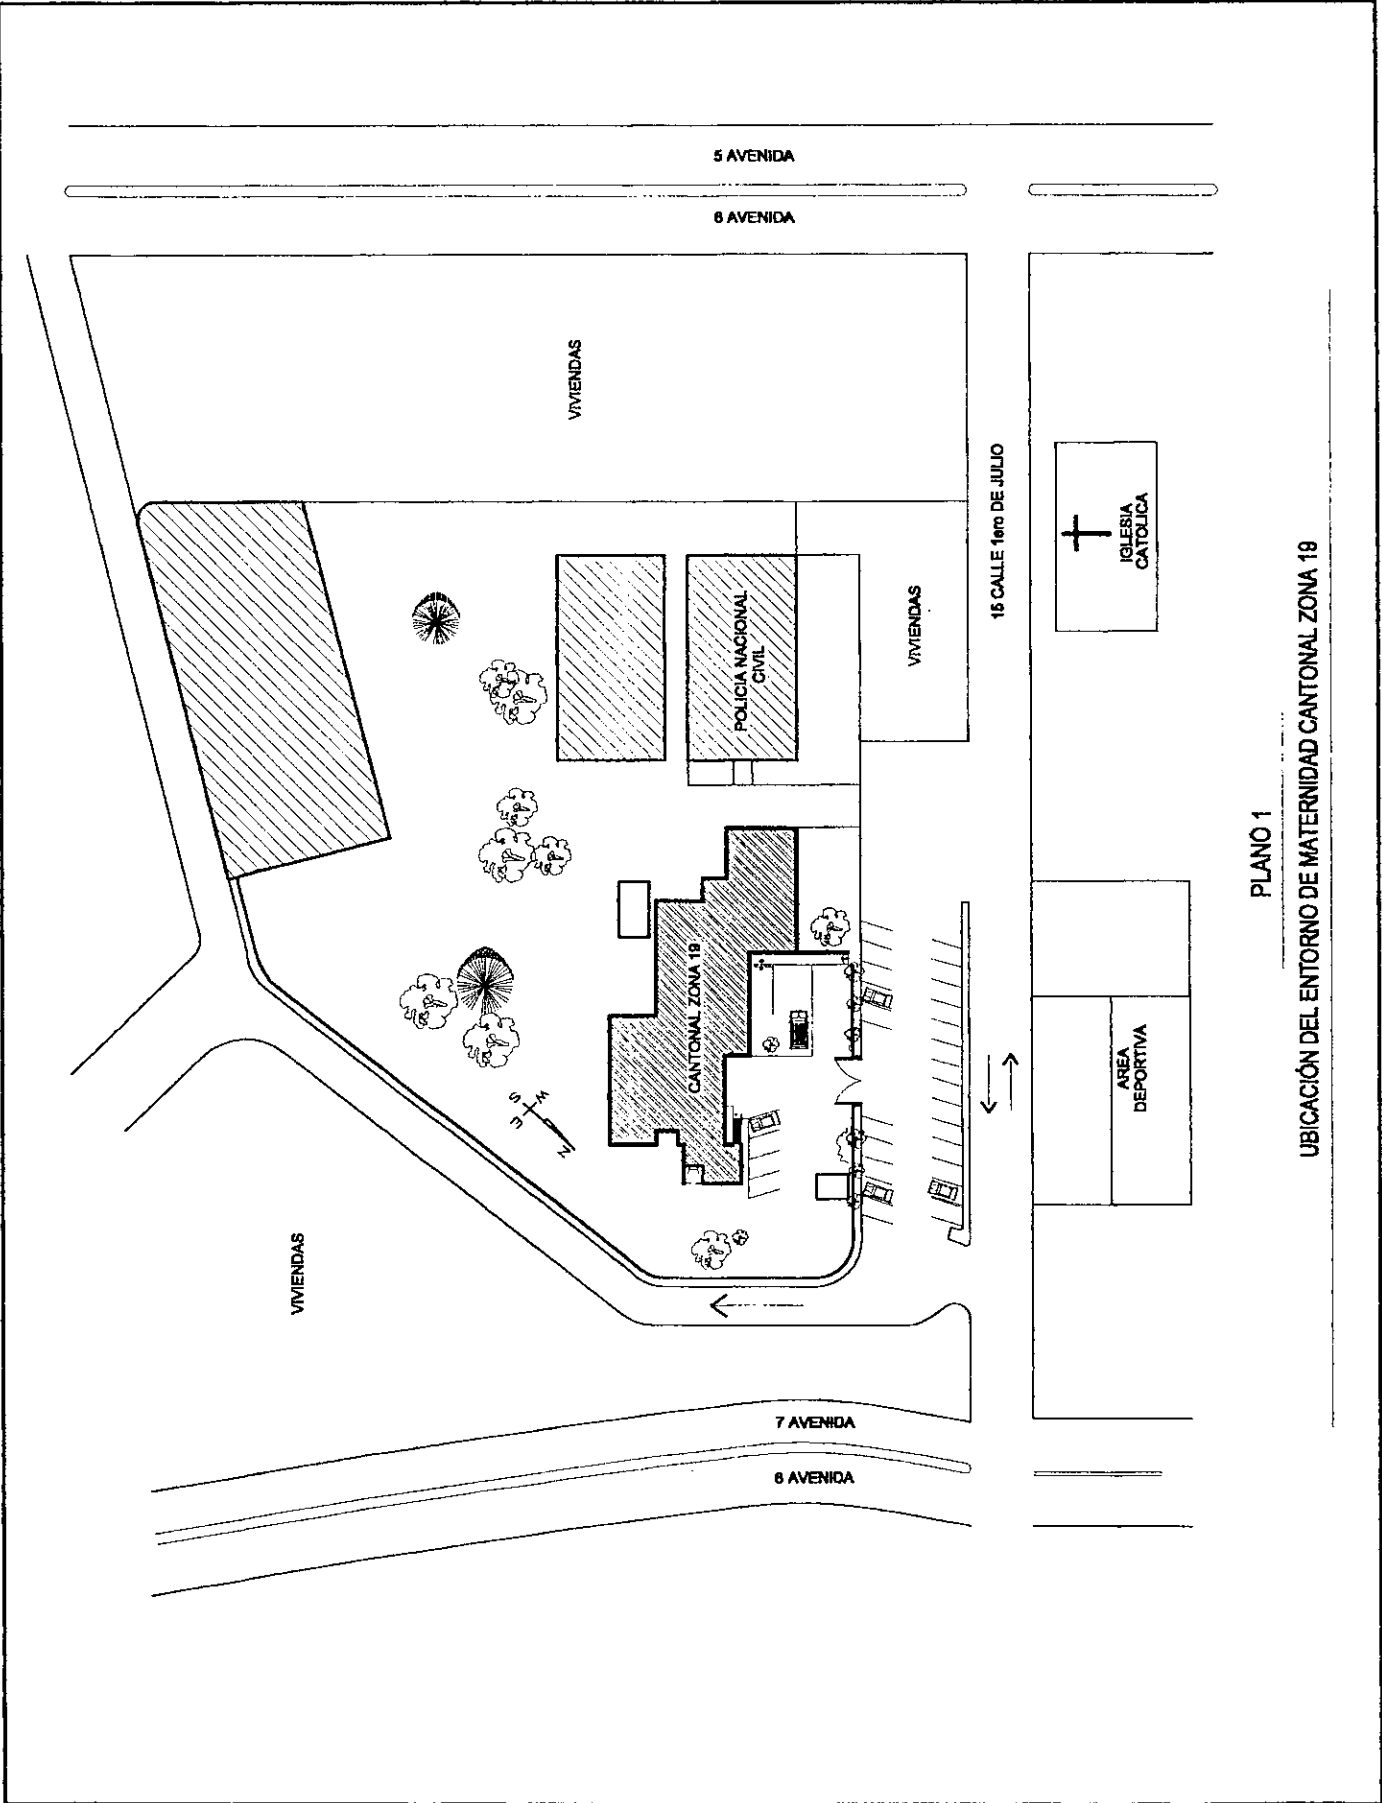 5 AVENIDA
6 AVENIDA
VIVIENDAS
15 CALLE 1ero DE JULIO
IGLESIA
CATOLICA
POLICIA NACIONAL
CIVIL
VIVIENDAS
CANTONAL ZONA 19
AREA
DEPORTIVA
S
W
E
N
VIVIENDAS
7 AVENIDA
6 AVENIDA
PLANO 1
UBICACIÓN DEL ENTORNO DE MATERNIDAD CANTONAL ZONA 19